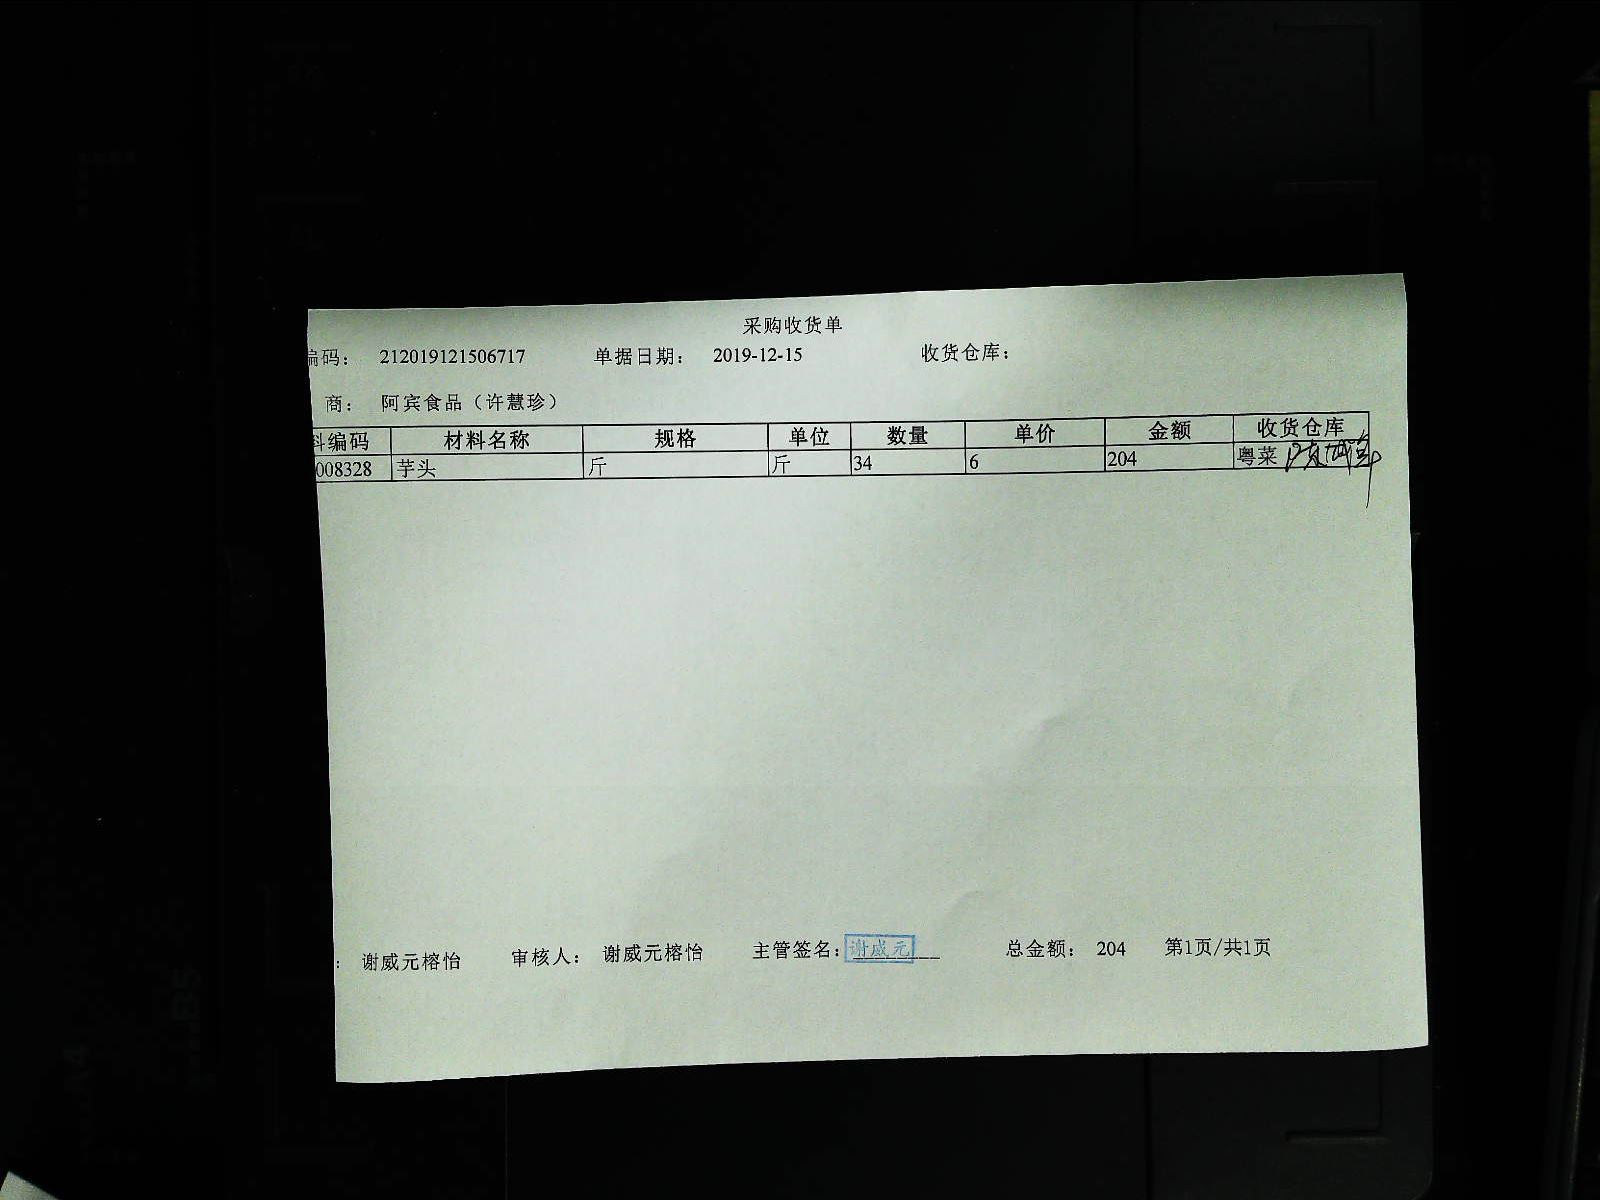 采购收货单
编码： 212019121506717 单据日期： 2019-12-15 收货仓库：
商： 阿宾食品（许慧珍）
料编码 材料名称 规格 单位 数量 单价 金额 收货仓库
008328 芋头 斤 斤 34 6 204 粤菜
： 谢威元榕怡 审核人： 谢威元榕怡 主管签名： 谢威元 总金额： 204 第1页/共1页